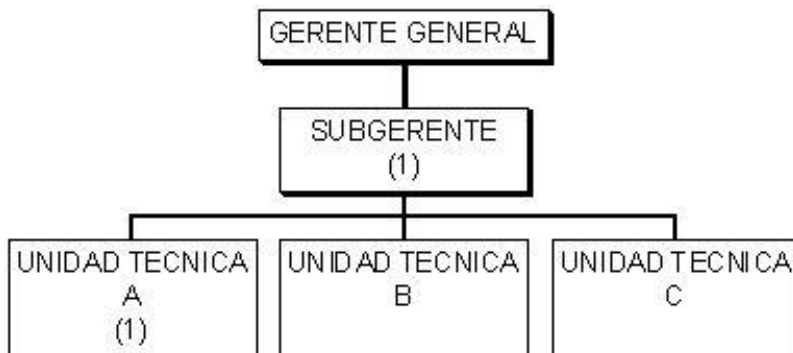 GERENTE GENERAL
SUBGERENTE
(1)
UNIDAD TECNICA
A
(1)
UNIDAD TECNICA
B
UNIDAD TECNICA
C